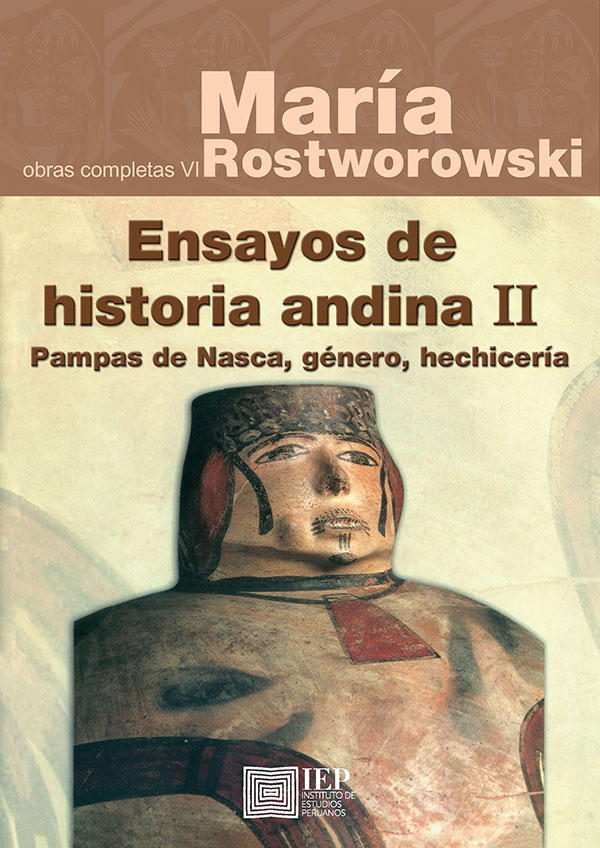 María
obras completas VI Rostworowski
Ensayos de
historia andina II
Pampas de Nasca, género, hechicería
IEP
INSTITUTO DE
ESTUDIOS
PERUANOS